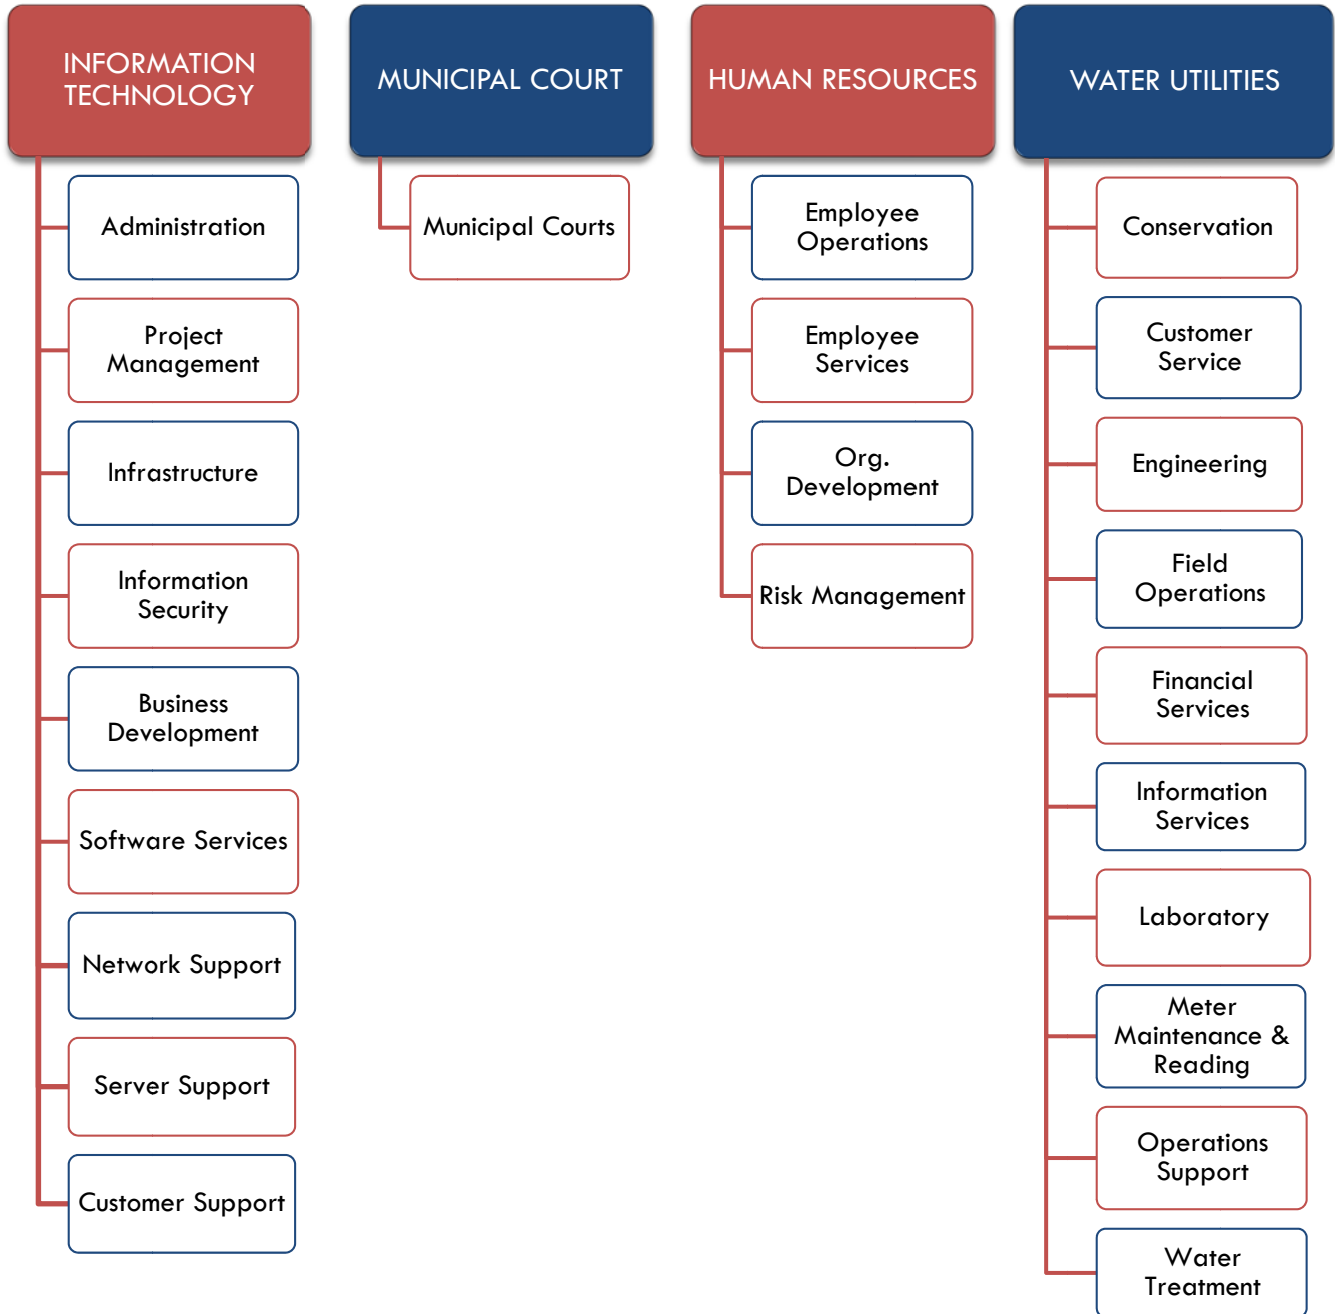 INFORMATION
TECHNOLOGY
Administration
Project
Management
Infrastructure
Information
Security
Business
Development
Software Services
Network Support
Server Support
Customer Support
MUNICIPAL COURT
Municipal Courts
HUMAN RESOURCES
Employee
Operations
Employee
Services
Org.
Development
Risk Management
WATER UTILITIES
Conservation
Customer
Service
Engineering
Field
Operations
Financial
Services
Information
Services
Laboratory
Meter
Maintenance &
Reading
Operations
Support
Water
Treatment